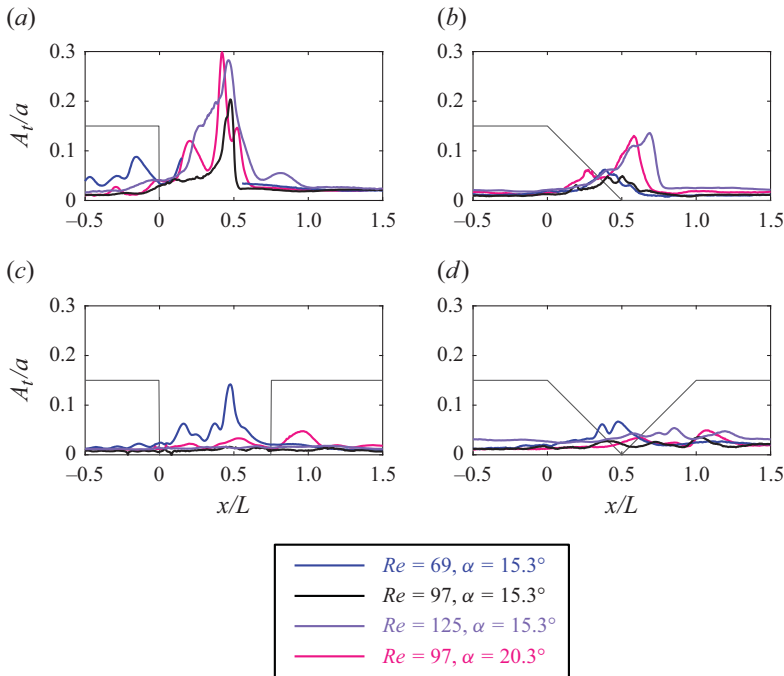 (a)
(b)
0.3
0.2
0.1
0
A_t/a
–0.5 0 0.5 1.0 1.5
0.3
0.2
0.1
0
A_t/a
–0.5 0 0.5 1.0 1.5
(c)
(d)
0.3
0.2
0.1
0
A_t/a
–0.5 0 0.5 1.0 1.5
x/L
0.3
0.2
0.1
0
A_t/a
–0.5 0 0.5 1.0 1.5
x/L
Re = 69, α = 15.3°
Re = 97, α = 15.3°
Re = 125, α = 15.3°
Re = 97, α = 20.3°